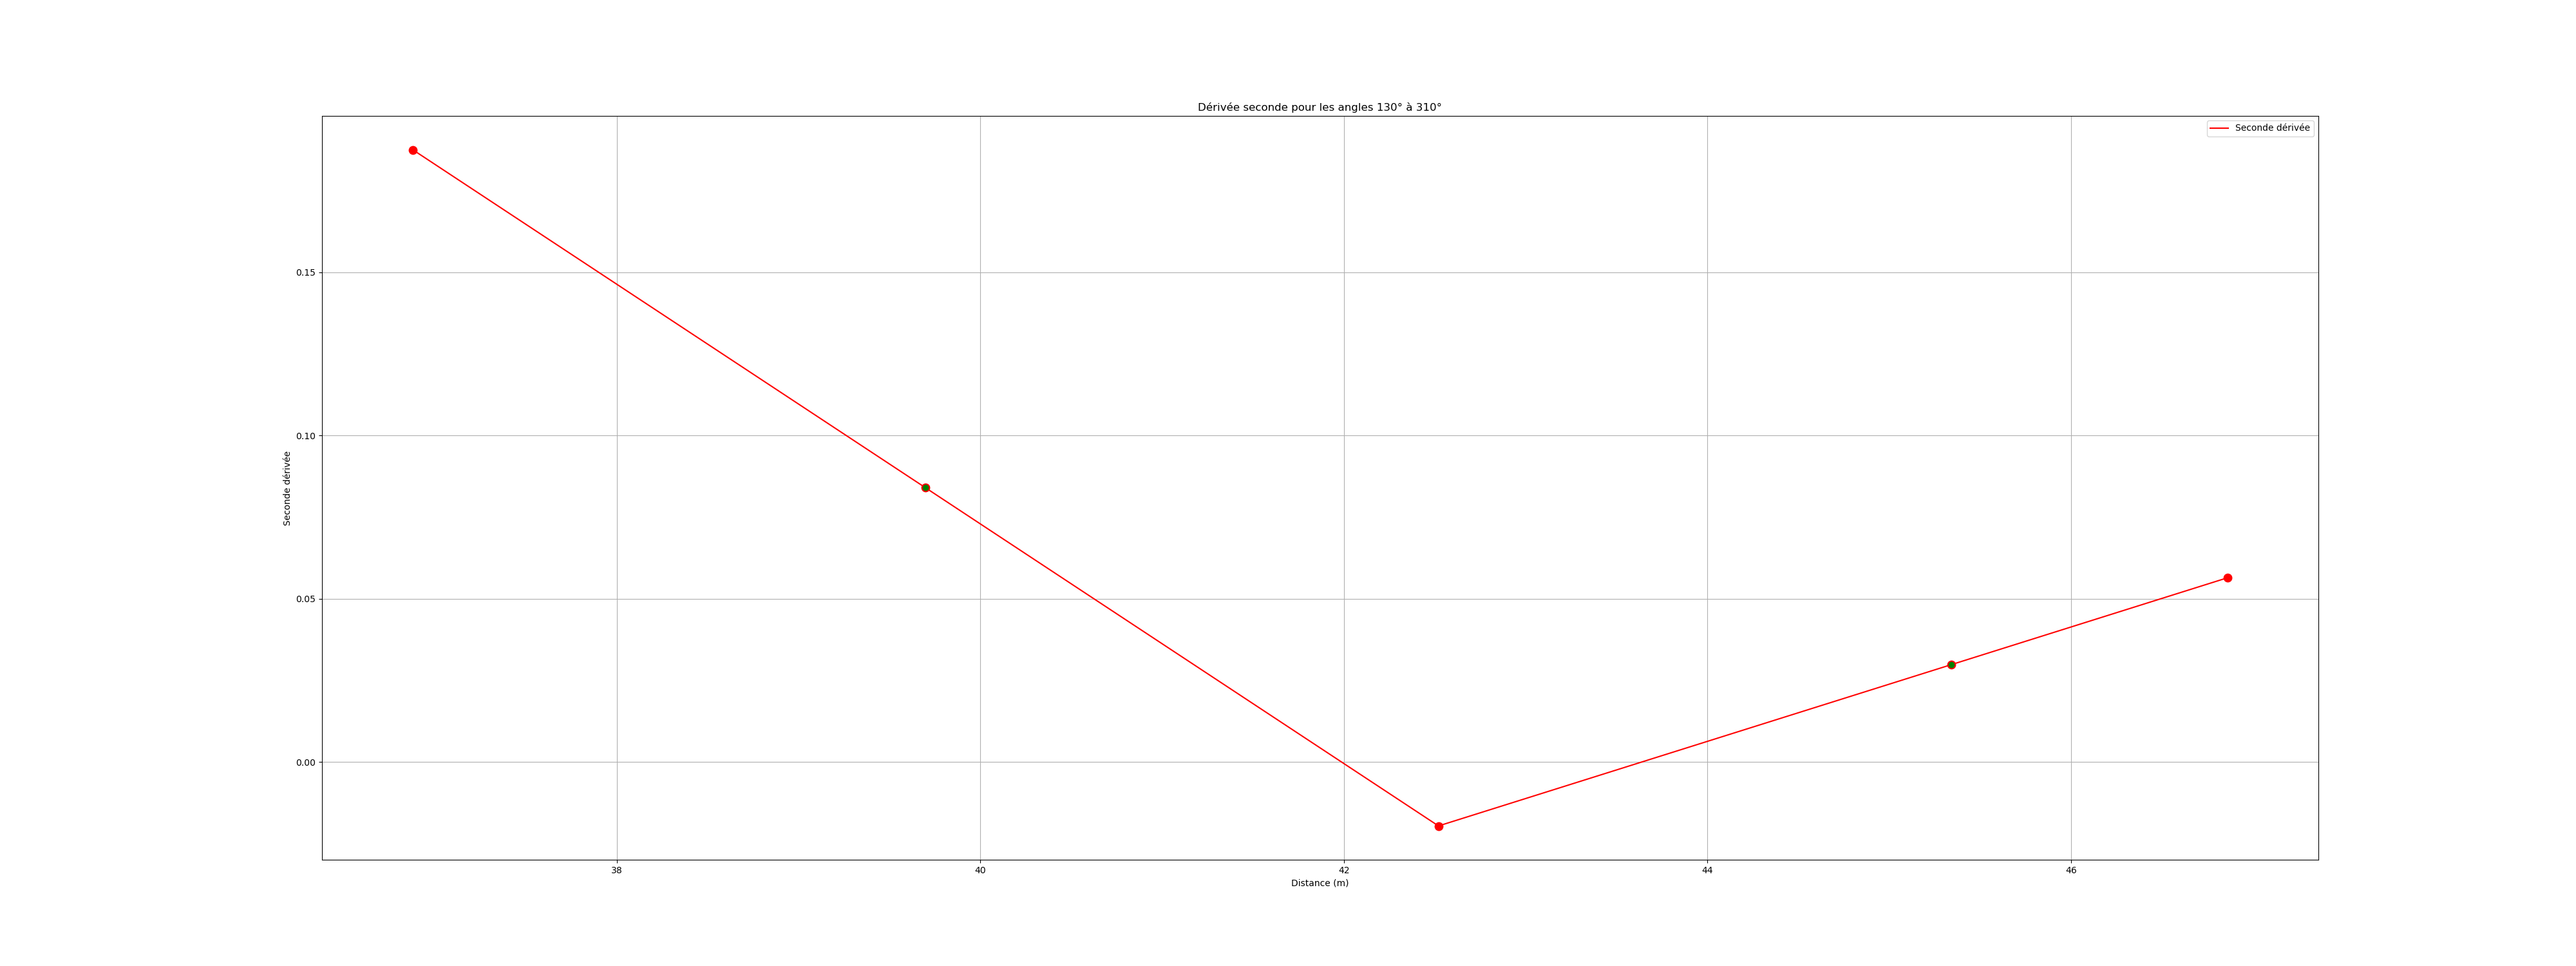 Dérivée seconde pour les angles 130° à 310°
Seconde dérivée
0.15
0.10
0.05
0.00
Seconde dérivée
38
40
42
44
46
Distance (m)